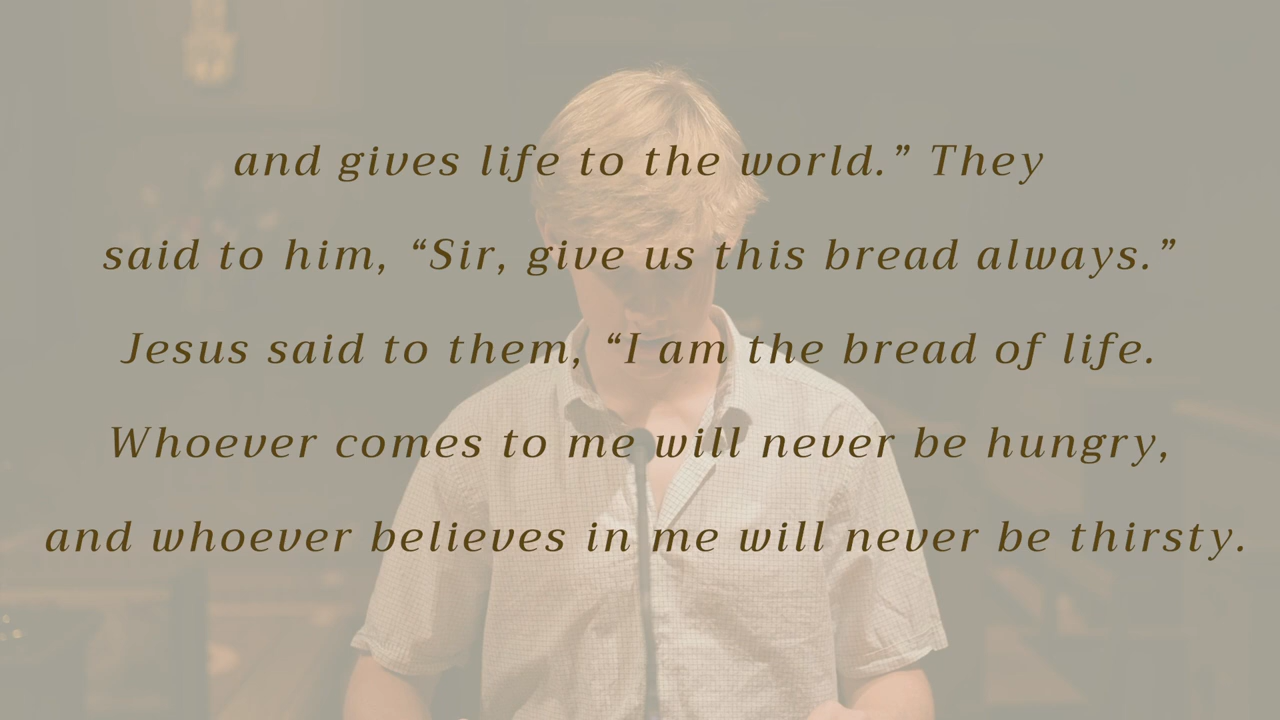 and gives life to the world.” They
said to him, “Sir, give us this bread always.”
Jesus said to them, “I am the bread of life.
Whoever comes to me will never be hungry,
and whoever believes in me will never be thirsty.